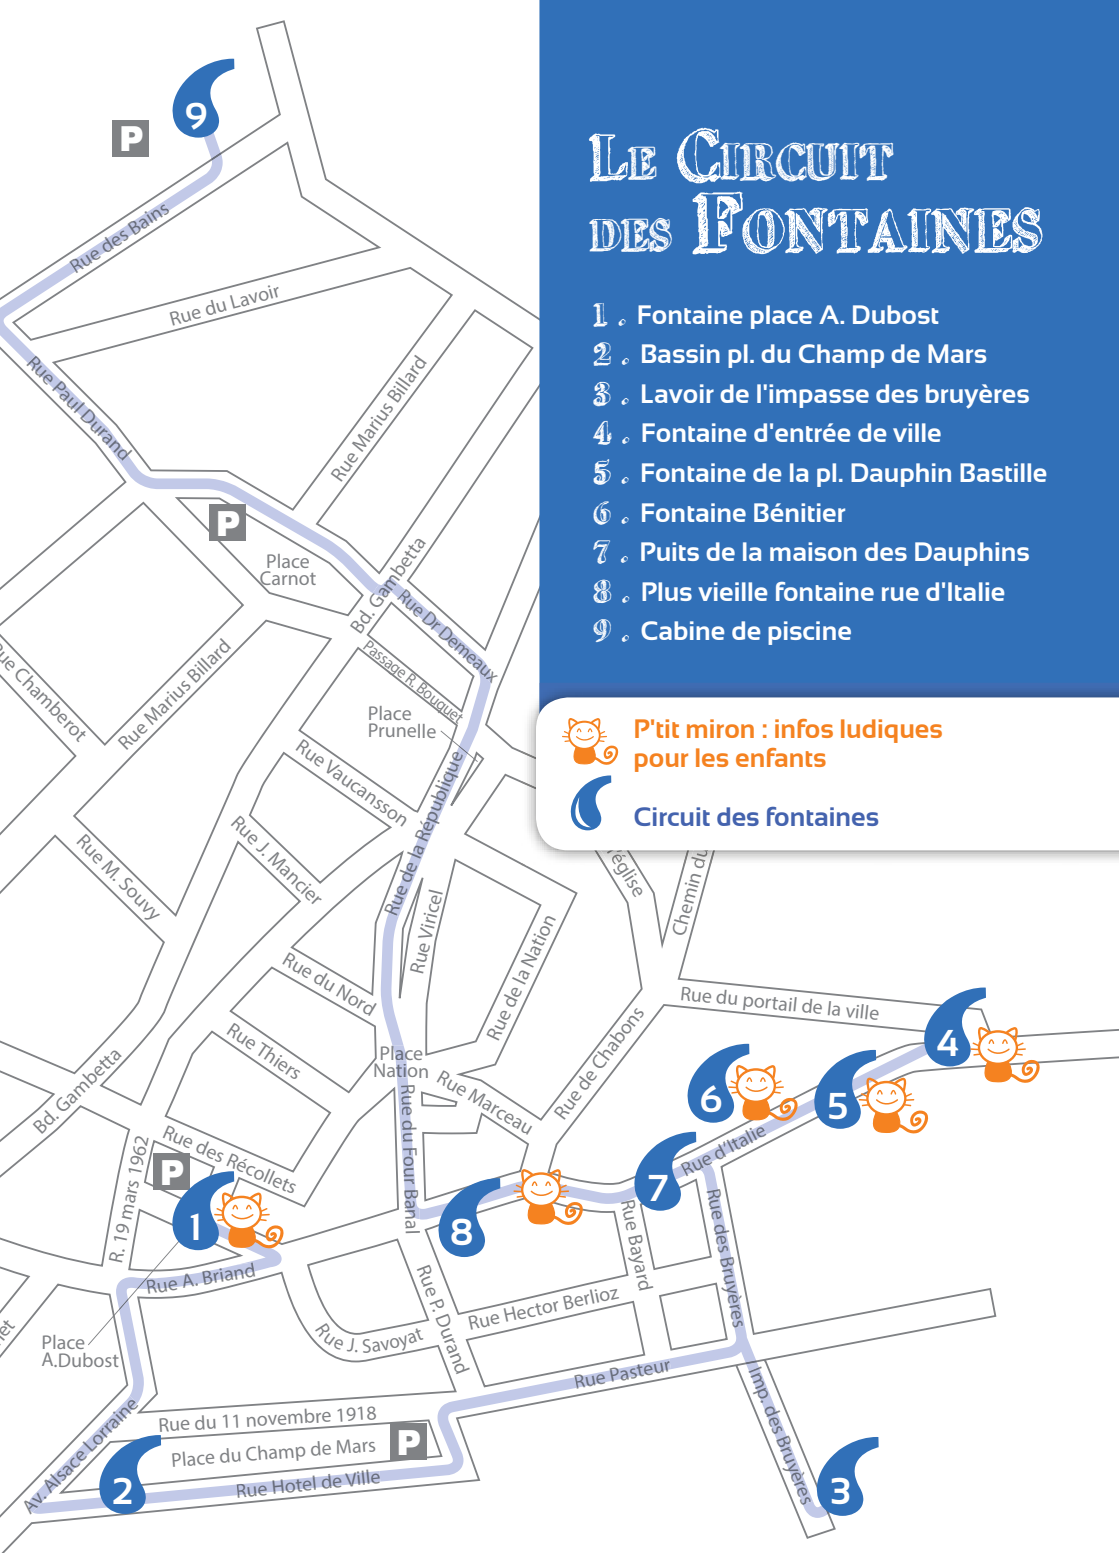 Le Circuit
des Fontaines
1 . Fontaine place A. Dubost
2 . Bassin pl. du Champ de Mars
3 . Lavoir de l'impasse des bruyères
4 . Fontaine d'entrée de ville
5 . Fontaine de la pl. Dauphin Bastille
6 . Fontaine Bénitier
7 . Puits de la maison des Dauphins
8 . Plus vieille fontaine rue d'Italie
9 . Cabine de piscine
P'tit miron : infos ludiques
pour les enfants
Circuit des fontaines
9
P
Rue des Bains
Rue du Lavoir
Rue Paul Durand
Rue Marius Billard
P
Place
Carnot
Bd. Gambetta
Rue Dr Demeaux
Passage R. Bouquet
Rue Chamberot
Rue Marius Billard
Place
Prunelle
Rue Vaucansson
Rue de la République
Rue J. Mancier
Rue M. Souvy
Rue Viricel
Rue de la Nation
l'église
Chemin du
Rue du Nord
Rue Thiers
Place
Nation
Rue Marceau
Rue de Chabons
Rue du portail de la ville
4
6
5
Bd. Gambetta
Rue des Récollets
R. 19 mars 1962
P
Rue du Four Banal
Rue d'Italie
7
1
8
Rue Bayard
Rue des Bruyères
Rue A. Briand
Rue P. Durand
Rue Hector Berlioz
Rue J. Savoyat
Place
A.Dubost
net
Rue Pasteur
Imp. des Bruyères
Av. Alsace Lorraine
Rue du 11 novembre 1918
Place du Champ de Mars
P
Rue Hotel de Ville
2
3